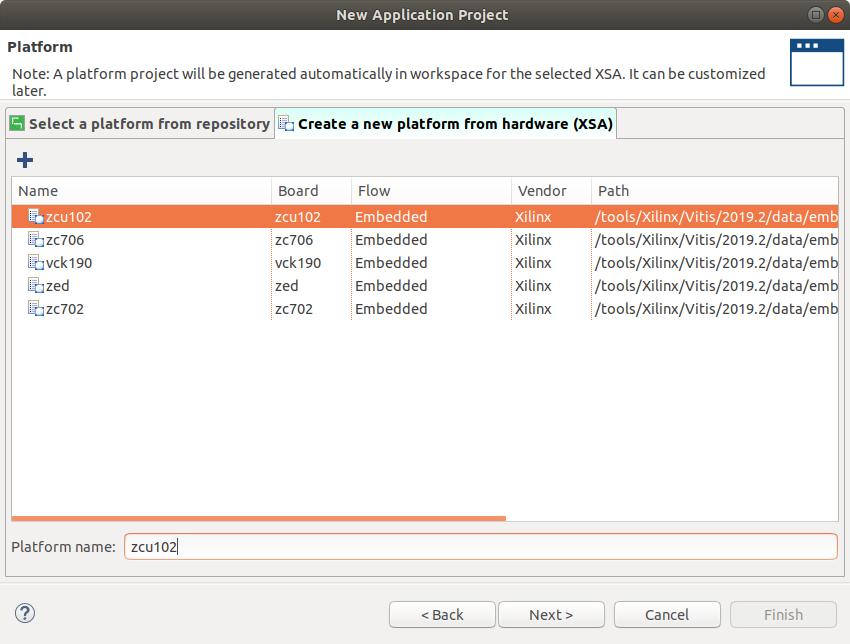 New Application Project
Platform
Note: A platform project will be generated automatically in workspace for the selected XSA. It can be customized
later.
Select a platform from repository Create a new platform from hardware (XSA)
Name Board Flow Vendor Path
zcu102 zcu102 Embedded Xilinx /tools/Xilinx/Vitis/2019.2/data/emb
zc706 zc706 Embedded Xilinx /tools/Xilinx/Vitis/2019.2/data/emb
vck190 vck190 Embedded Xilinx /tools/Xilinx/Vitis/2019.2/data/emb
zed zed Embedded Xilinx /tools/Xilinx/Vitis/2019.2/data/emb
zc702 zc702 Embedded Xilinx /tools/Xilinx/Vitis/2019.2/data/emb
Platform name: zcu102
? < Back Next > Cancel Finish